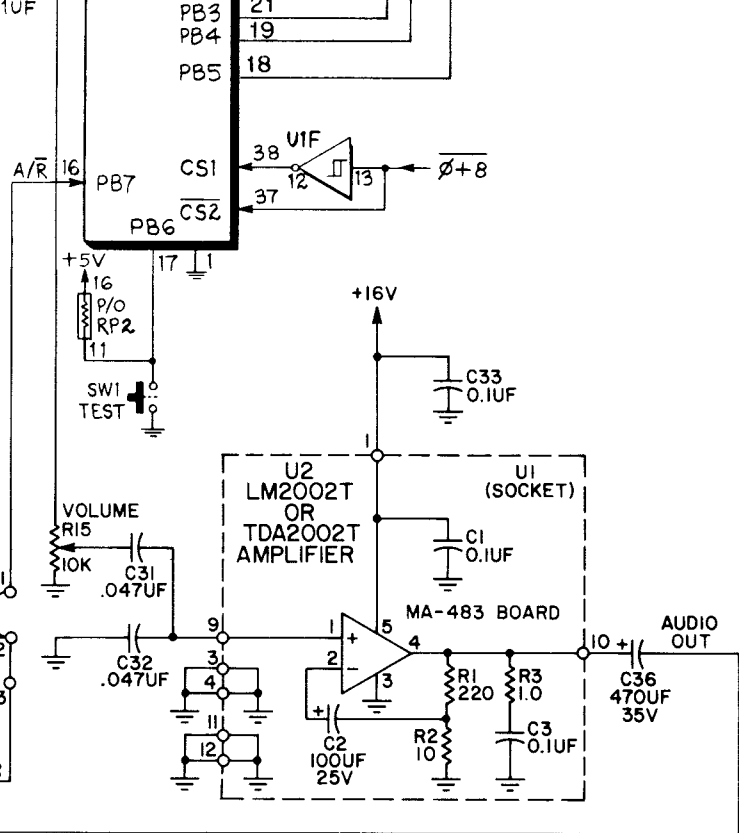 1UF
PB3 21
PB4 19
PB5 18
U1F
A/R̅ 16
PB7
CS1 38
12
13
Ø+8
C̅S̅2̅ 37
PB6
17
1
+5V
16
P/O
RP2
11
SW1
TEST
+16V
C33
0.1UF
1
U2
LM2002T
OR
TDA2002T
AMPLIFIER
U1
(SOCKET)
C1
0.1UF
VOLUME
R15
10K
C31
.047UF
C32
.047UF
MA-483 BOARD
9
1
+
5
4
2
−
3
10
+
AUDIO
OUT
C36
470UF
35V
3
4
11
12
+
C2
100UF
25V
R1
220
R2
10
R3
1.0
C3
0.1UF
1
2
3